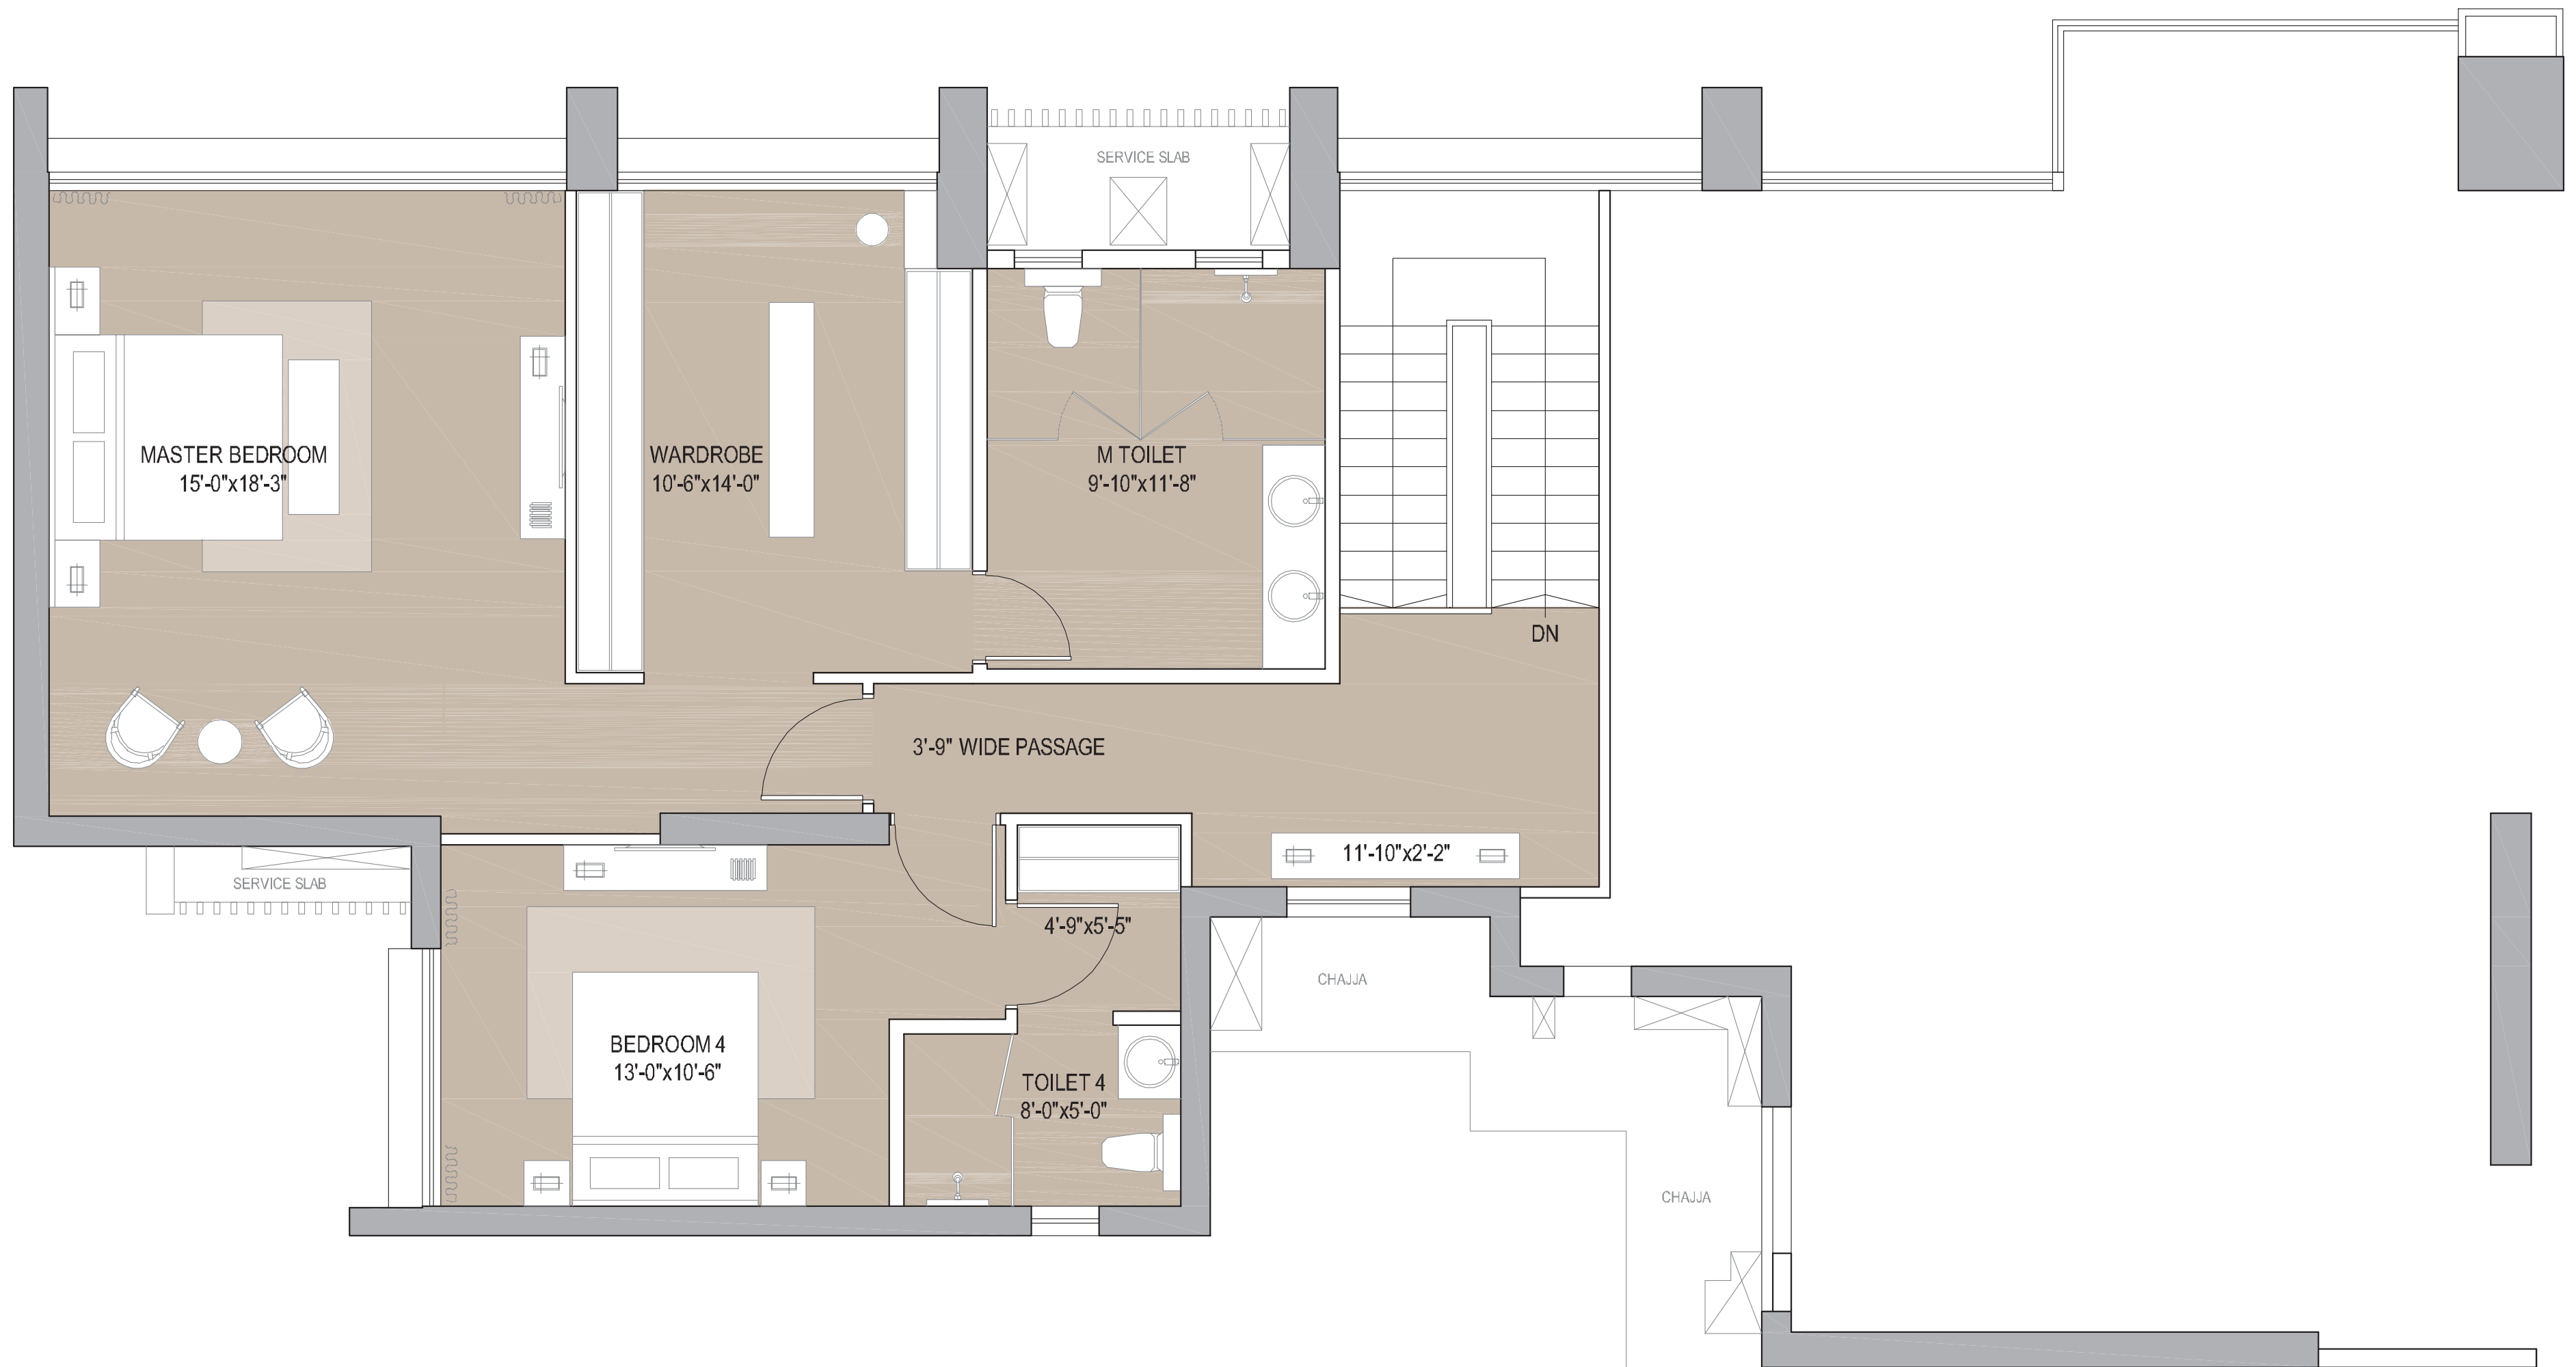 SERVICE SLAB
MASTER BEDROOM
15'-0"x18'-3"
WARDROBE
10'-6"x14'-0"
M TOILET
9'-10"x11'-8"
DN
3'-9" WIDE PASSAGE
11'-10"x2'-2"
SERVICE SLAB
4'-9"x5'-5"
CHAJJA
BEDROOM 4
13'-0"x10'-6"
TOILET 4
8'-0"x5'-0"
CHAJJA